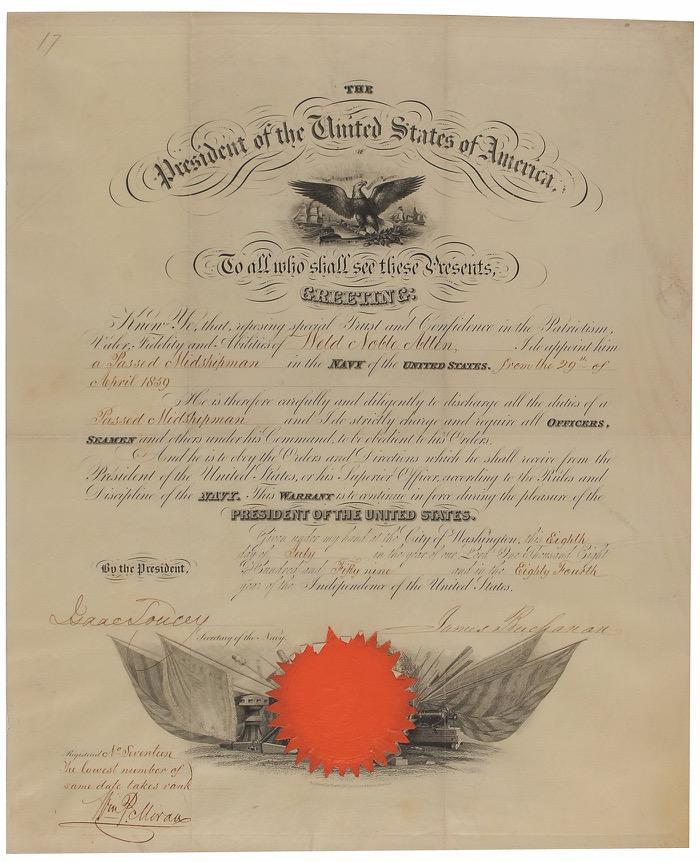 17
THE
President of the United States of America.
To all who shall see these Presents,
GREETING:
Know Ye, that, reposing special Trust and Confidence in the Patriotism,
Valor, Fidelity and Abilities of Weld Noble Allen, I do appoint him
a Passed Midshipman in the NAVY of the UNITED STATES. from the 29th of
April 1859
He is therefore carefully and diligently to discharge all the duties of a
Passed Midshipman and I do strictly charge and require all OFFICERS,
SEAMEN and others under his Command, to be obedient to his Orders.
And he is to obey the Orders and Directions which he shall receive from the
President of the United States, or his Superior Officer, according to the Rules and
Discipline of the NAVY. This WARRANT is to continue in force during the pleasure of the
PRESIDENT OF THE UNITED STATES.
Given under my hand at the City of Washington, this Eighth
day of July in the year of our Lord One Thousand Eight
Hundred and Fifty nine and in the Eighty Fourth
year of the Independence of the United States.
By the President,
Isaac Toucey
James Buchanan
Secretary of the Navy.
Registered No Seventeen
The lowest number of
same date takes rank
Wm P. Moran